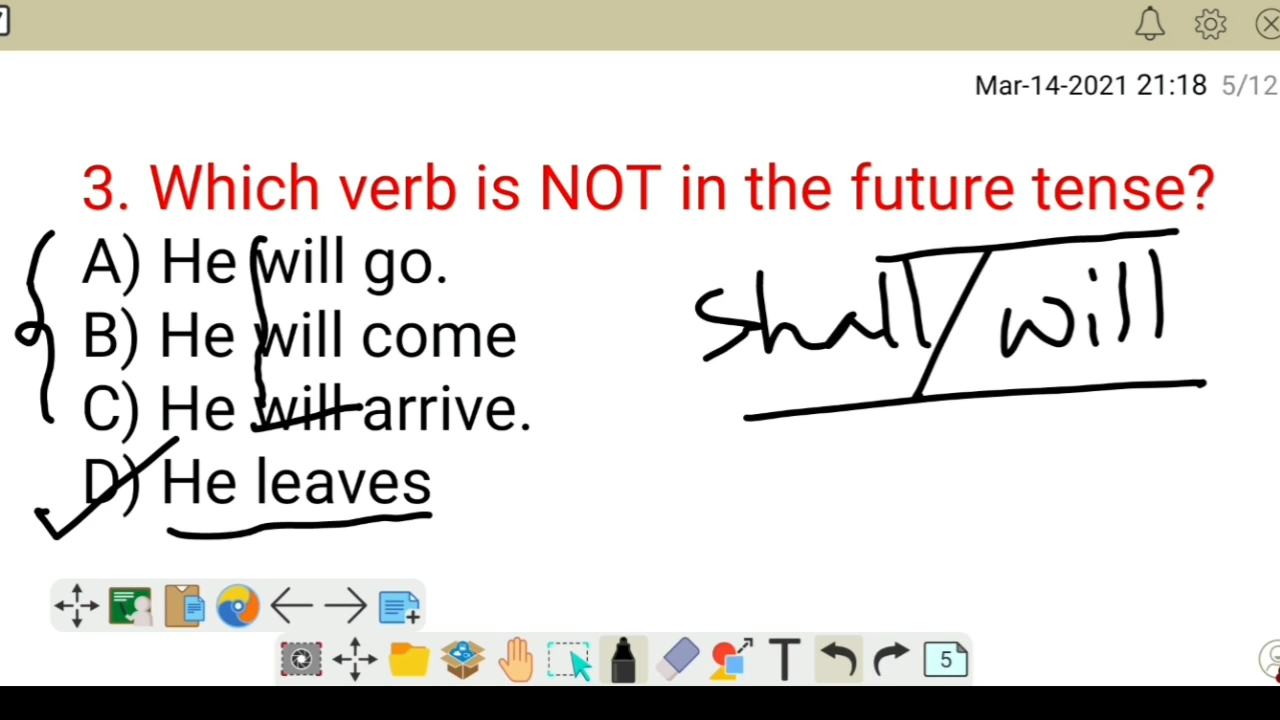 Mar-14-2021 21:18 5/12
3. Which verb is NOT in the future tense?
A) He will go.
B) He will come
C) He will arrive.
D) He leaves
shall/will
T
5